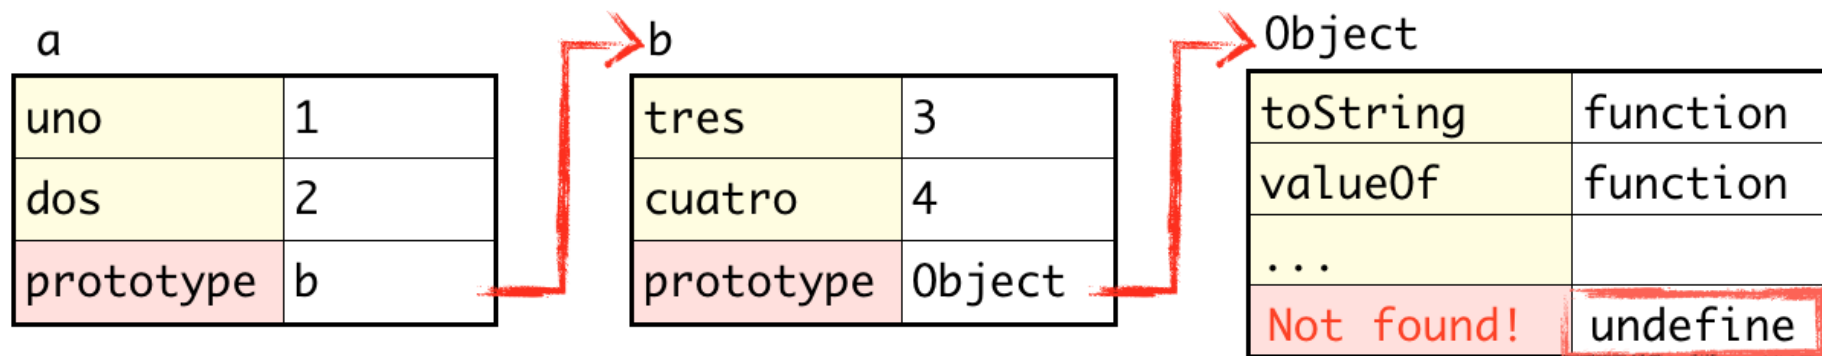 a
uno 1
dos 2
prototype b
b
tres 3
cuatro 4
prototype Object
Object
toString function
valueOf function
...
Not found! undefine